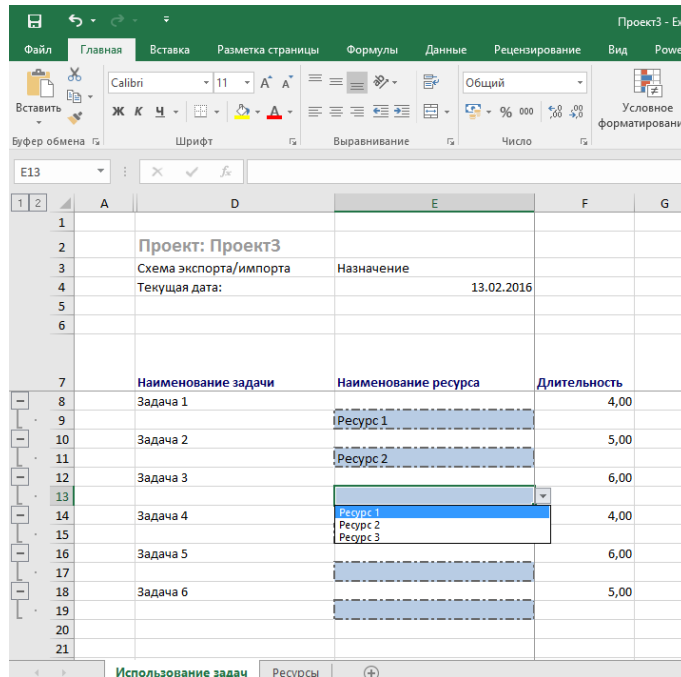 Проект3 - Ex
Файл Главная Вставка Разметка страницы Формулы Данные Рецензирование Вид Powe
Вставить Calibri 11 A A Общий Условное
Ж К Ч A % 000 ,00 ,0 форматировани
Буфер обмена Шрифт Выравнивание Число
E13 fx
1 2 A D E F G
1
2 Проект: Проект3
3 Схема экспорта/импорта Назначение
4 Текущая дата: 13.02.2016
5
6
7 Наименование задачи Наименование ресурса Длительность
8 Задача 1 4,00
9 Ресурс 1
10 Задача 2 5,00
11 Ресурс 2
12 Задача 3 6,00
13
14 Задача 4 Ресурс 1 4,00
Ресурс 2
15 Ресурс 3
16 Задача 5 6,00
17
18 Задача 6 5,00
19
20
21
Использование задач Ресурсы